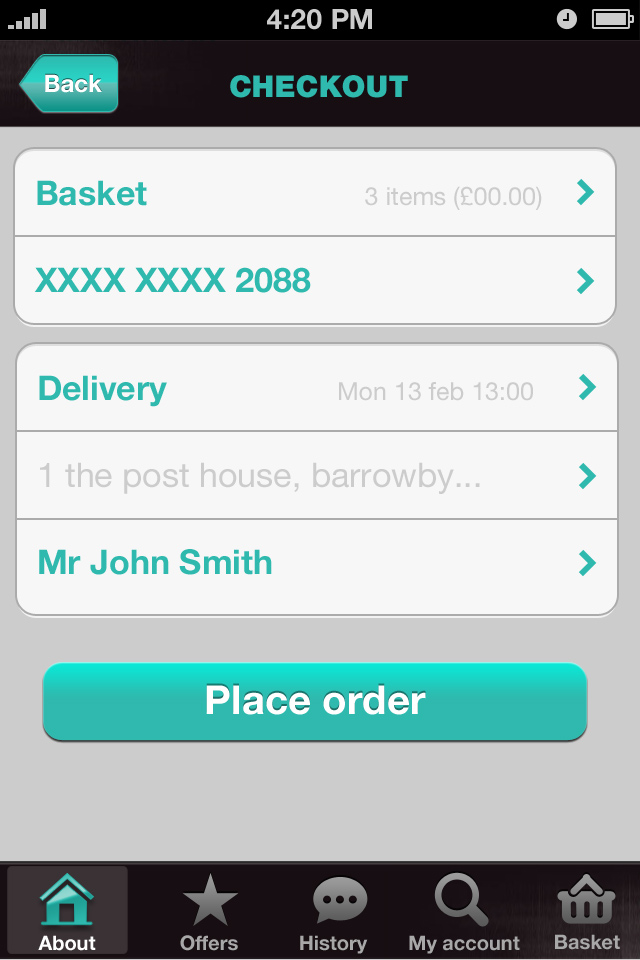 4:20 PM
Back
CHECKOUT
Basket 3 items (£00.00)
XXXX XXXX 2088
Delivery Mon 13 feb 13:00
1 the post house, barrowby...
Mr John Smith
Place order
About Offers History My account Basket